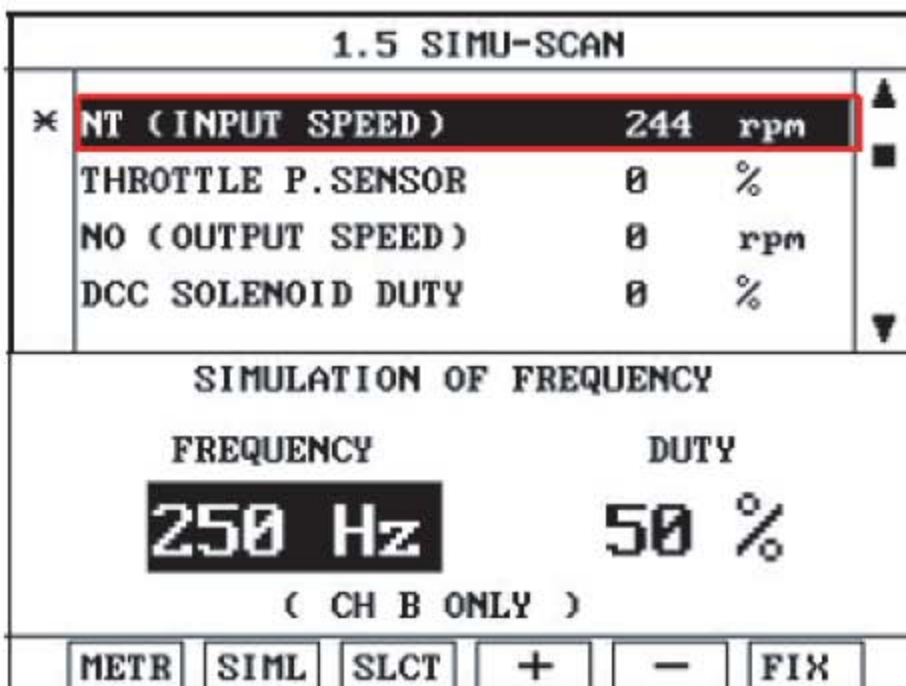 1.5 SIMU-SCAN
* NT (INPUT SPEED) 244 rpm
THROTTLE P.SENSOR 0 %
NO (OUTPUT SPEED) 0 rpm
DCC SOLENOID DUTY 0 %
SIMULATION OF FREQUENCY
FREQUENCY DUTY
250 Hz 50 %
( CH B ONLY )
METR SIML SLCT + - FIX